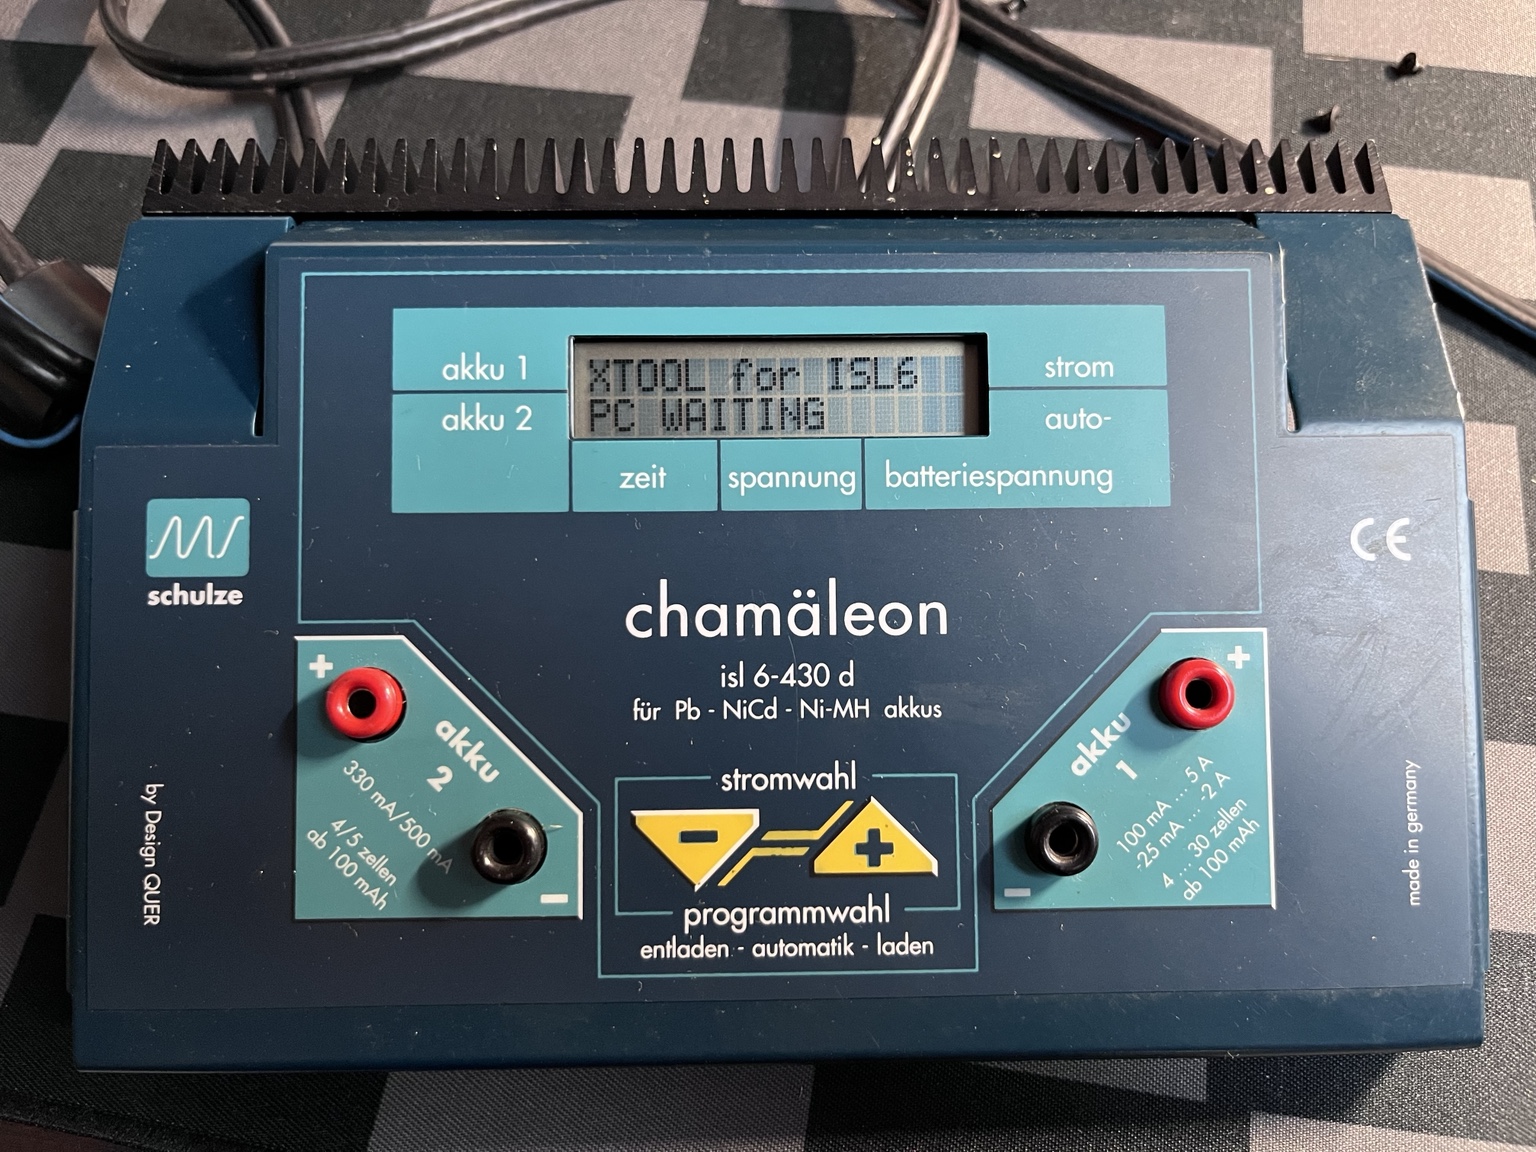 akku 1
XTOOL for ISL6
strom
akku 2
PC WAITING
auto-
zeit
spannung
batteriespannung
schulze
CE
chamäleon
isl 6-430 d
für Pb - NiCd - Ni-MH akkus
+
akku
2
330 mA/500 mA
4/5 zellen
ab 100 mAh
-
+
akku
1
100 mA ... 5 A
-25 mA ... -2 A
4 ... 30 zellen
ab 100 mAh
-
stromwahl
- +
programmwahl
entladen - automatik - laden
by Design QUER
made in germany